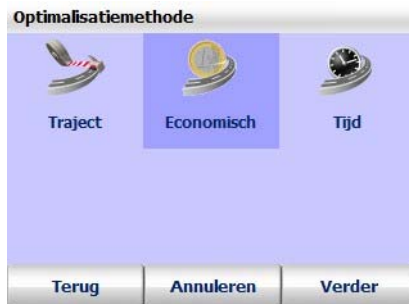 Optimalisatiemethode
Traject Economisch Tijd
Terug Annuleren Verder